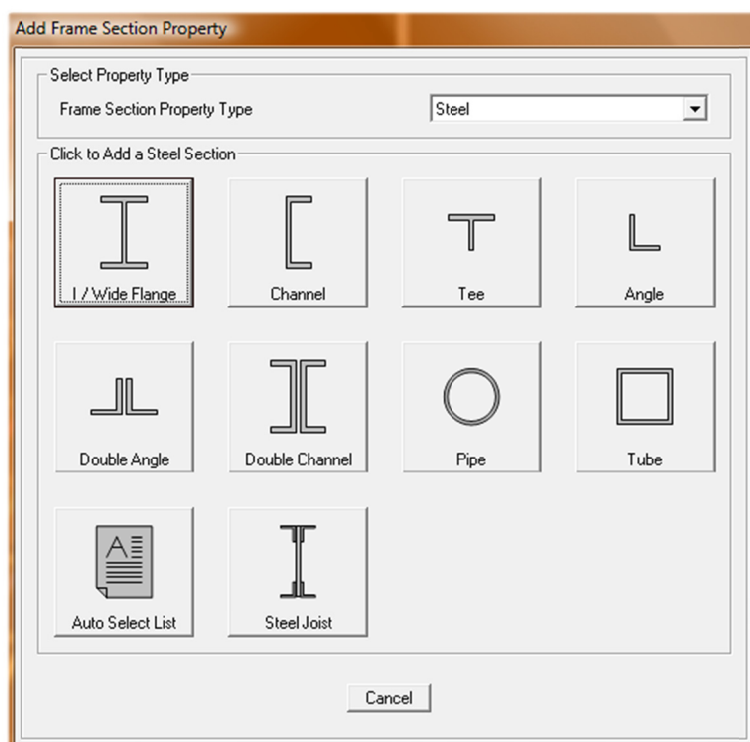 Add Frame Section Property
Select Property Type
Frame Section Property Type Steel
Click to Add a Steel Section
I / Wide Flange Channel Tee Angle
Double Angle Double Channel Pipe Tube
A
Auto Select List Steel Joist
Cancel